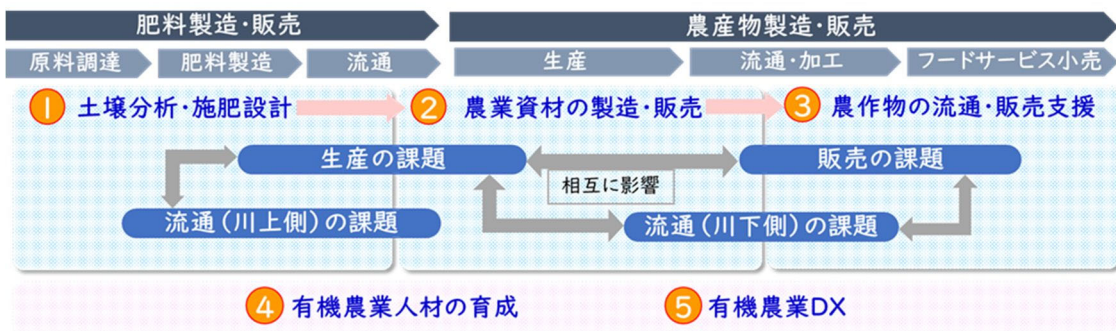 肥料製造・販売
農産物製造・販売
原料調達
肥料製造
流通
生産
流通・加工
フードサービス小売
① 土壌分析・施肥設計
② 農業資材の製造・販売
③ 農作物の流通・販売支援
生産の課題
販売の課題
相互に影響
流通(川上側)の課題
流通(川下側)の課題
④ 有機農業人材の育成
⑤ 有機農業DX